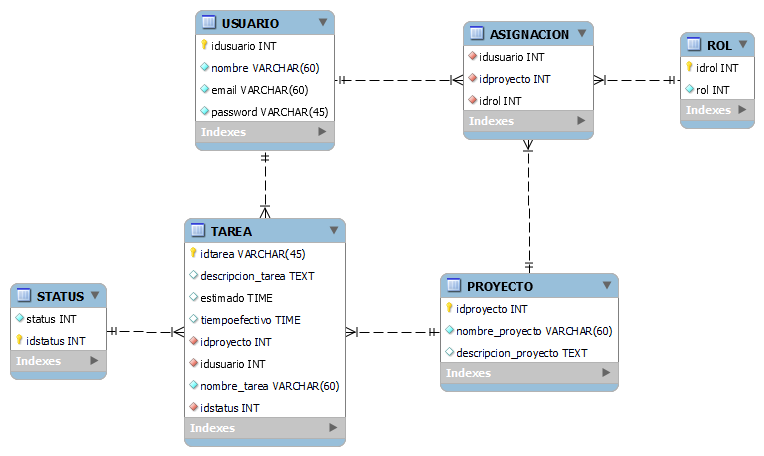 USUARIO
idusuario INT
nombre VARCHAR(60)
email VARCHAR(60)
password VARCHAR(45)
Indexes
ASIGNACION
idusuario INT
idproyecto INT
idrol INT
Indexes
ROL
idrol INT
rol INT
Indexes
TAREA
idtarea VARCHAR(45)
descripcion_tarea TEXT
estimado TIME
tiempoefectivo TIME
idproyecto INT
idusuario INT
nombre_tarea VARCHAR(60)
idstatus INT
Indexes
STATUS
status INT
idstatus INT
Indexes
PROYECTO
idproyecto INT
nombre_proyecto VARCHAR(60)
descripcion_proyecto TEXT
Indexes